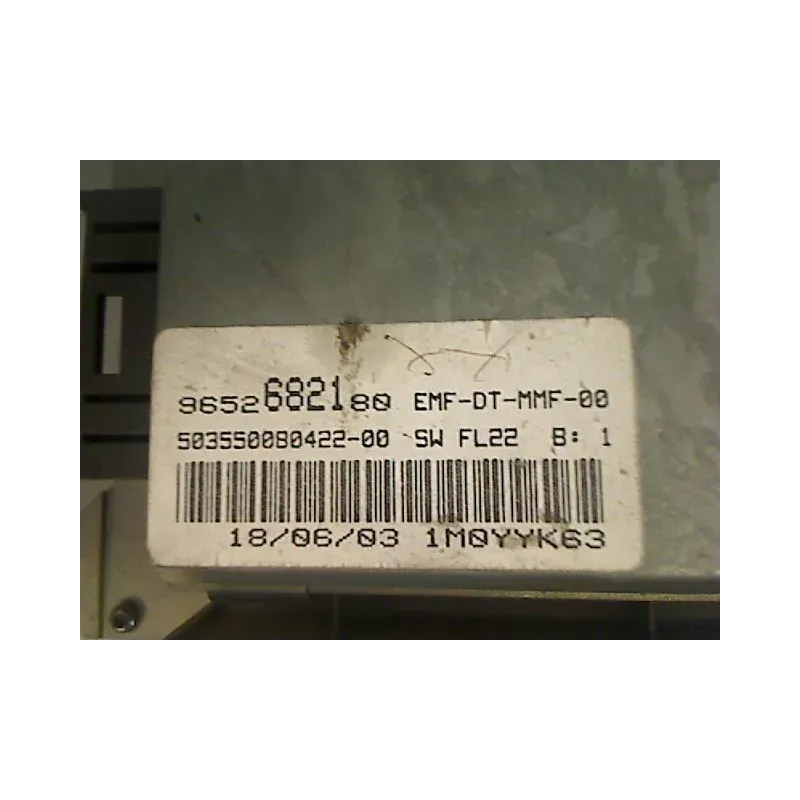 9652682180 EMF-DT-MMF-00
503550080422-00 SW FL22 B: 1
18/06/03 1M0YYK63